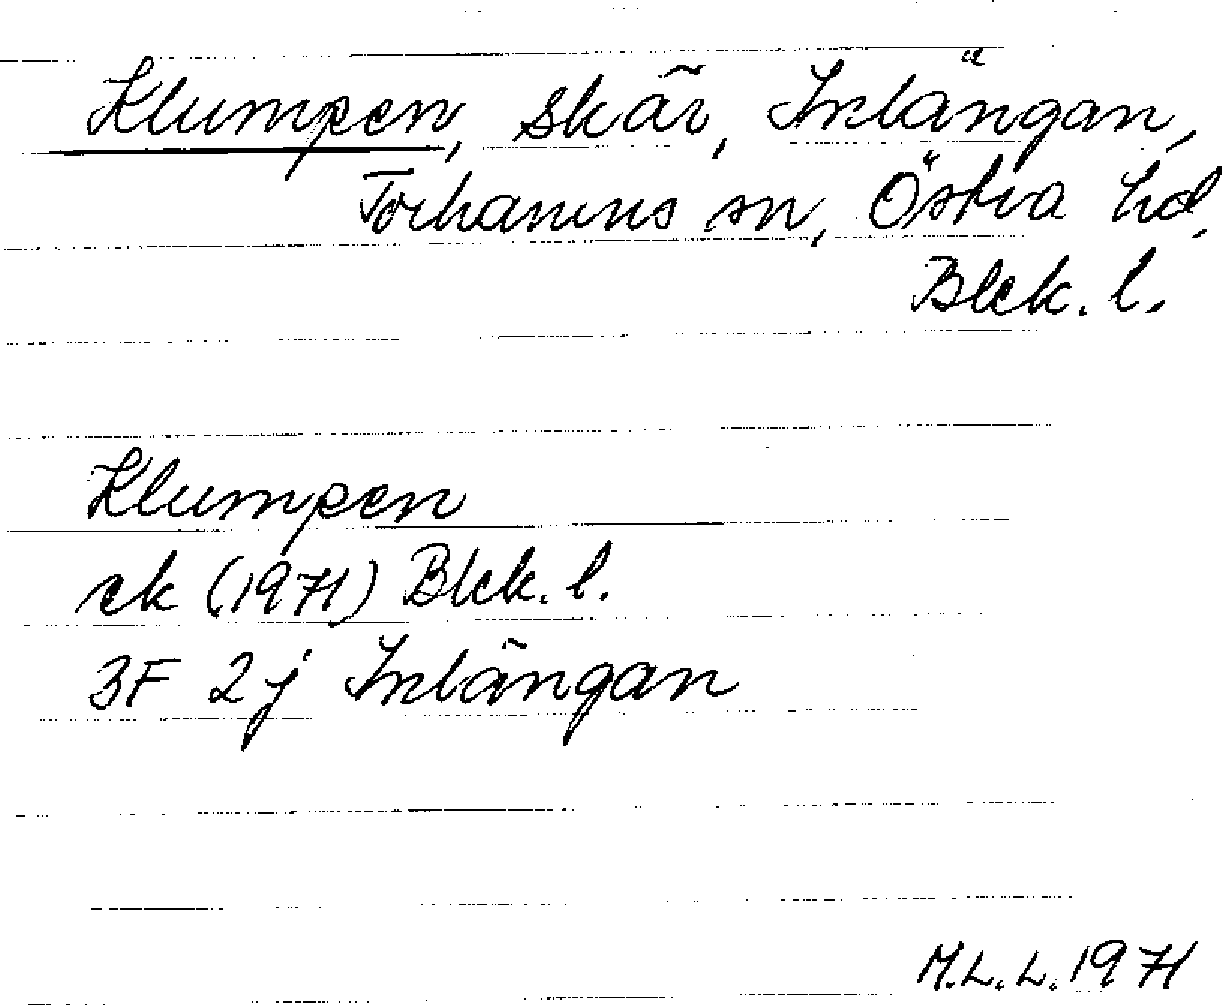 Klumpen, skär, Inlängan,
Torhamns sn, Östra hd,
Blek. l.
Klumpen
ek (1971) Blek. l.
3F 2j Inlängan
M.L.L. 1971